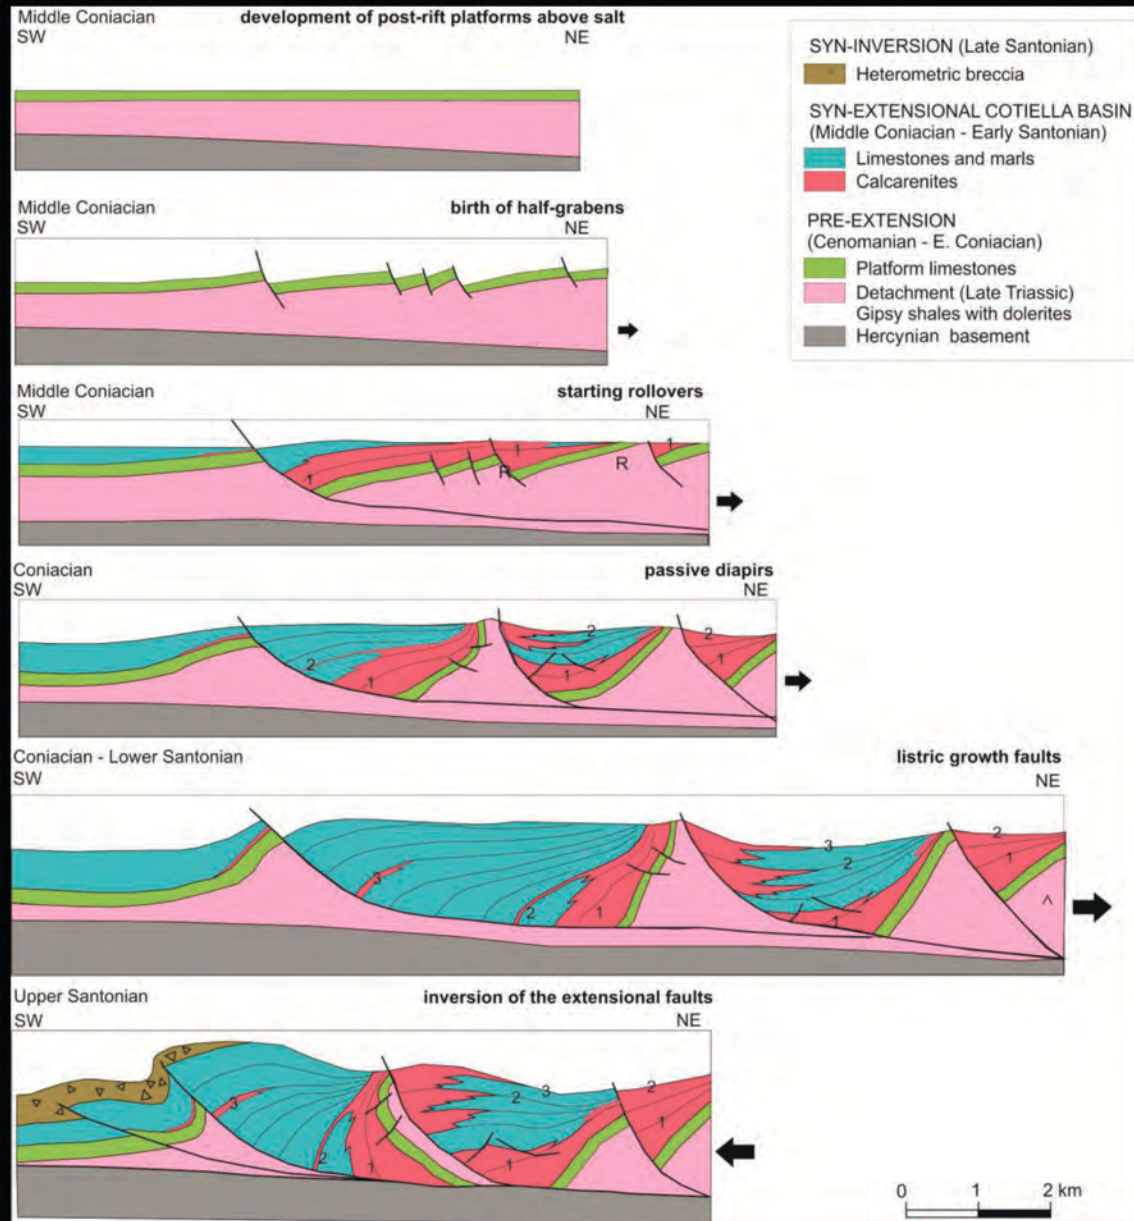 Middle Coniacian
development of post-rift platforms above salt
SW
NE
SYN-INVERSION (Late Santonian)
Heterometric breccia
SYN-EXTENSIONAL COTIELLA BASIN
(Middle Coniacian - Early Santonian)
Limestones and marls
Calcarenites
PRE-EXTENSION
(Cenomanian - E. Coniacian)
Platform limestones
Detachment (Late Triassic)
Gipsy shales with dolerites
Hercynian basement
Middle Coniacian
birth of half-grabens
SW
NE
Middle Coniacian
starting rollovers
SW
NE
1
1
1
R
R
Coniacian
passive diapirs
SW
NE
2
1
2
1
2
1
Coniacian - Lower Santonian
listric growth faults
SW
NE
3
2
1
3
2
1
2
1
^
Upper Santonian
inversion of the extensional faults
SW
NE
3
2
1
2
3
1
2
1
0 1 2 km